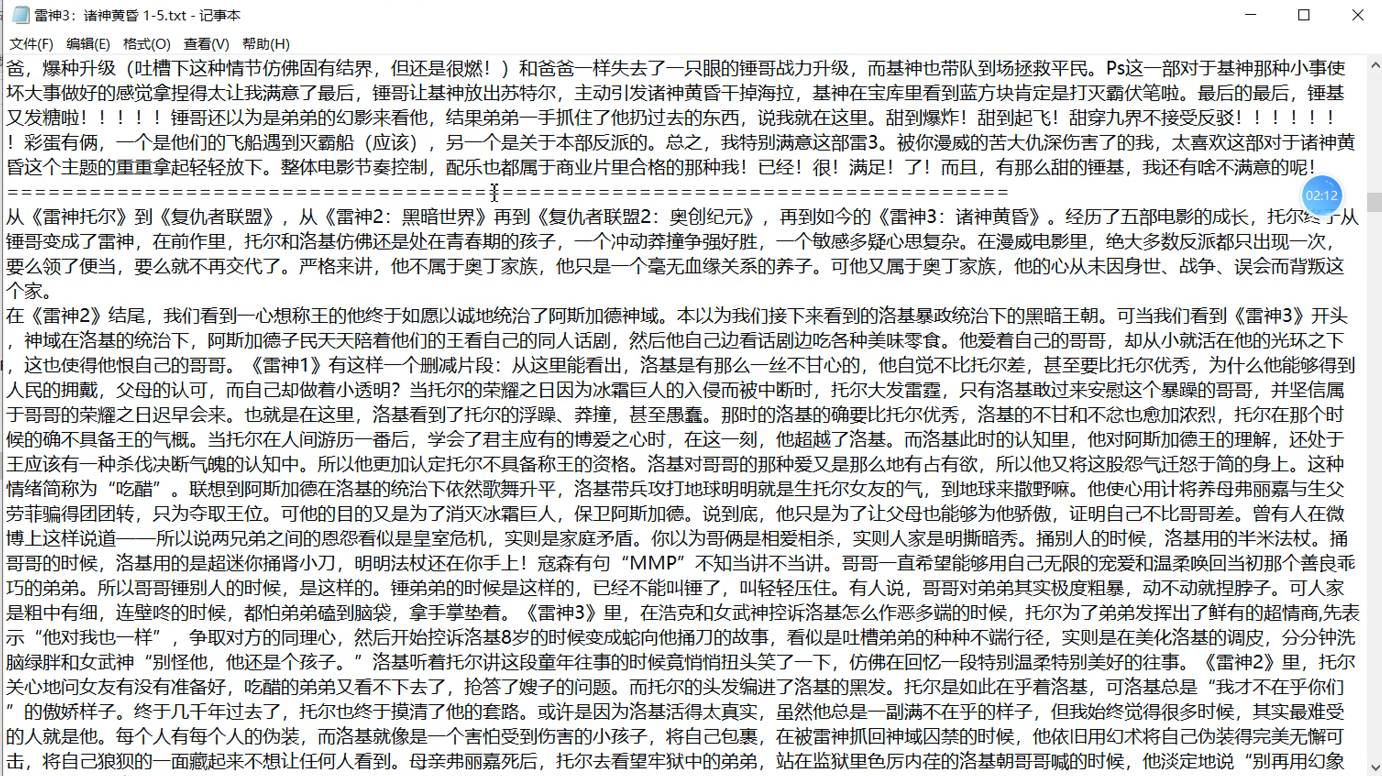 雷神3：诸神黄昏 1-5.txt - 记事本
文件(F) 编辑(E) 格式(O) 查看(V) 帮助(H)
爸，爆种升级（吐槽下这种情节仿佛固有结界，但还是很燃！）和爸爸一样失去了一只眼的锤哥战力升级，而基神也带队到场拯救平民。Ps这一部对于基神那种小事使
坏大事做好的感觉拿捏得太让我满意了最后，锤哥让基神放出苏特尔，主动引发诸神黄昏干掉海拉，基神在宝库里看到蓝方块肯定是打灭霸伏笔啦。最后的最后，锤基
又发糖啦！！！！！锤哥还以为是弟弟的幻影来看他，结果弟弟一手抓住了他扔过去的东西，说我就在这里。甜到爆炸！甜到起飞！甜穿九界不接受反驳！！！！！！
！彩蛋有俩，一个是他们的飞船遇到灭霸船（应该），另一个是关于本部反派的。总之，我特别满意这部雷3。被你漫威的苦大仇深伤害了的我，太喜欢这部对于诸神黄
昏这个主题的重重拿起轻轻放下。整体电影节奏控制，配乐也都属于商业片里合格的那种我！已经！很！满足！了！而且，有那么甜的锤基，我还有啥不满意的呢！
=========================================================================
02:12
从《雷神托尔》到《复仇者联盟》，从《雷神2：黑暗世界》再到《复仇者联盟2：奥创纪元》，再到如今的《雷神3：诸神黄昏》。经历了五部电影的成长，托尔终于从
锤哥变成了雷神，在前作里，托尔和洛基仿佛还是处在青春期的孩子，一个冲动莽撞争强好胜，一个敏感多疑心思复杂。在漫威电影里，绝大多数反派都只出现一次，
要么领了便当，要么就不再交代了。严格来讲，他不属于奥丁家族，他只是一个毫无血缘关系的养子。可他又属于奥丁家族，他的心从未因身世、战争、误会而背叛这
个家。
在《雷神2》结尾，我们看到一心想称王的他终于如愿以诚地统治了阿斯加德神域。本以为我们接下来看到的洛基暴政统治下的黑暗王朝。可当我们看到《雷神3》开头
，神域在洛基的统治下，阿斯加德子民天天陪着他们的王看自己的同人话剧，然后他自己边看话剧边吃各种美味零食。他爱着自己的哥哥，却从小就活在他的光环之下
，这也使得他恨自己的哥哥。《雷神1》有这样一个删减片段：从这里能看出，洛基是有那么一丝不甘心的，他自觉不比托尔差，甚至要比托尔优秀，为什么他能够得到
人民的拥戴，父母的认可，而自己却做着小透明？当托尔的荣耀之日因为冰霜巨人的入侵而被中断时，托尔大发雷霆，只有洛基敢过来安慰这个暴躁的哥哥，并坚信属
于哥哥的荣耀之日迟早会来。也就是在这里，洛基看到了托尔的浮躁、莽撞，甚至愚蠢。那时的洛基的确要比托尔优秀，洛基的不甘和不忿也愈加浓烈，托尔在那个时
候的确不具备王的气概。当托尔在人间游历一番后，学会了君主应有的博爱之心时，在这一刻，他超越了洛基。而洛基此时的认知里，他对阿斯加德王的理解，还处于
王应该有一种杀伐决断气魄的认知中。所以他更加认定托尔不具备称王的资格。洛基对哥哥的那种爱又是那么地有占有欲，所以他又将这股怨气迁怒于简的身上。这种
情绪简称为“吃醋”。联想到阿斯加德在洛基的统治下依然歌舞升平，洛基带兵攻打地球明明就是生托尔女友的气，到地球来撒野嘛。他使心用计将养母弗丽嘉与生父
劳菲骗得团团转，只为夺取王位。可他的目的又是为了消灭冰霜巨人，保卫阿斯加德。说到底，他只是为了让父母也能够为他骄傲，证明自己不比哥哥差。曾有人在微
博上这样说道——所以说两兄弟之间的恩怨看似是皇室危机，实则是家庭矛盾。你以为哥俩是相爱相杀，实则人家是明撕暗秀。捅别人的时候，洛基用的半米法杖。捅
哥哥的时候，洛基用的是超迷你捅肾小刀，明明法杖还在你手上！寇森有句“MMP”不知当讲不当讲。哥哥一直希望能够用自己无限的宠爱和温柔唤回当初那个善良乖
巧的弟弟。所以哥哥锤别人的时候，是这样的。锤弟弟的时候是这样的，已经不能叫锤了，叫轻轻压住。有人说，哥哥对弟弟其实极度粗暴，动不动就捏脖子。可人家
是粗中有细，连壁咚的时候，都怕弟弟磕到脑袋，拿手掌垫着。《雷神3》里，在浩克和女武神控诉洛基怎么作恶多端的时候，托尔为了弟弟发挥出了鲜有的超情商,先表
示“他对我也一样”，争取对方的同理心，然后开始控诉洛基8岁的时候变成蛇向他捅刀的故事，看似是吐槽弟弟的种种不端行径，实则是在美化洛基的调皮，分分钟洗
脑绿胖和女武神“别怪他，他还是个孩子。”洛基听着托尔讲这段童年往事的时候竟悄悄扭头笑了一下，仿佛在回忆一段特别温柔特别美好的往事。《雷神2》里，托尔
关心地问女友有没有准备好，吃醋的弟弟又看不下去了，抢答了嫂子的问题。而托尔的头发编进了洛基的黑发。托尔是如此在乎着洛基，可洛基总是“我才不在乎你们
”的傲娇样子。终于几千年过去了，托尔也终于摸清了他的套路。或许是因为洛基活得太真实，虽然他总是一副满不在乎的样子，但我始终觉得很多时候，其实最难受
的人就是他。每个人有每个人的伪装，而洛基就像是一个害怕受到伤害的小孩子，将自己包裹，在被雷神抓回神域囚禁的时候，他依旧用幻术将自己伪装得完美无懈可
击，将自己狼狈的一面藏起来不想让任何人看到。母亲弗丽嘉死后，托尔去看望牢狱中的弟弟，站在监狱里色厉内荏的洛基朝哥哥喊的时候，他淡定地说“别再用幻象